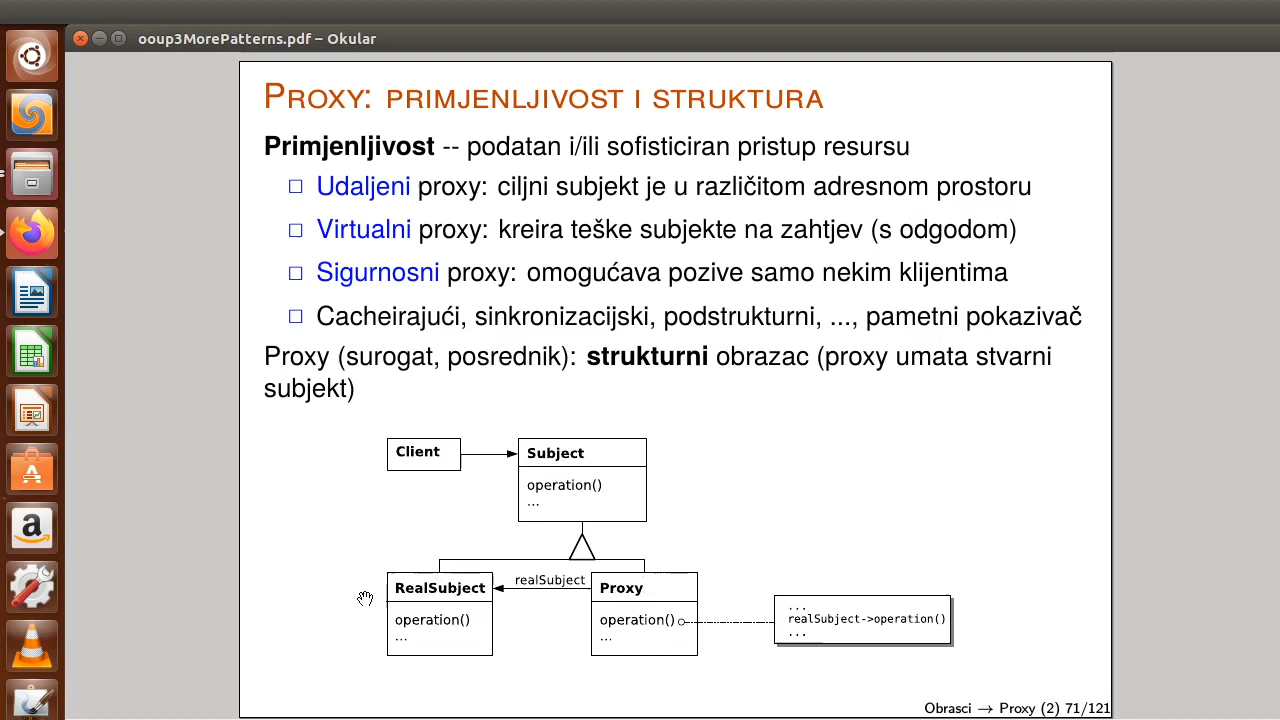 ooup3MorePatterns.pdf – Okular
Proxy: primjenljivost i struktura
Primjenljivost -- podatan i/ili sofisticiran pristup resursu
Udaljeni proxy: ciljni subjekt je u različitom adresnom prostoru
Virtualni proxy: kreira teške subjekte na zahtjev (s odgodom)
Sigurnosni proxy: omogućava pozive samo nekim klijentima
Cacheirajući, sinkronizacijski, podstrukturni, ..., pametni pokazivač
Proxy (surogat, posrednik): strukturni obrazac (proxy umata stvarni
subjekt)
Client
Subject
operation()
...
RealSubject
operation()
...
realSubject
Proxy
operation()
...
...
realSubject->operation()
...
Obrasci → Proxy (2) 71/121